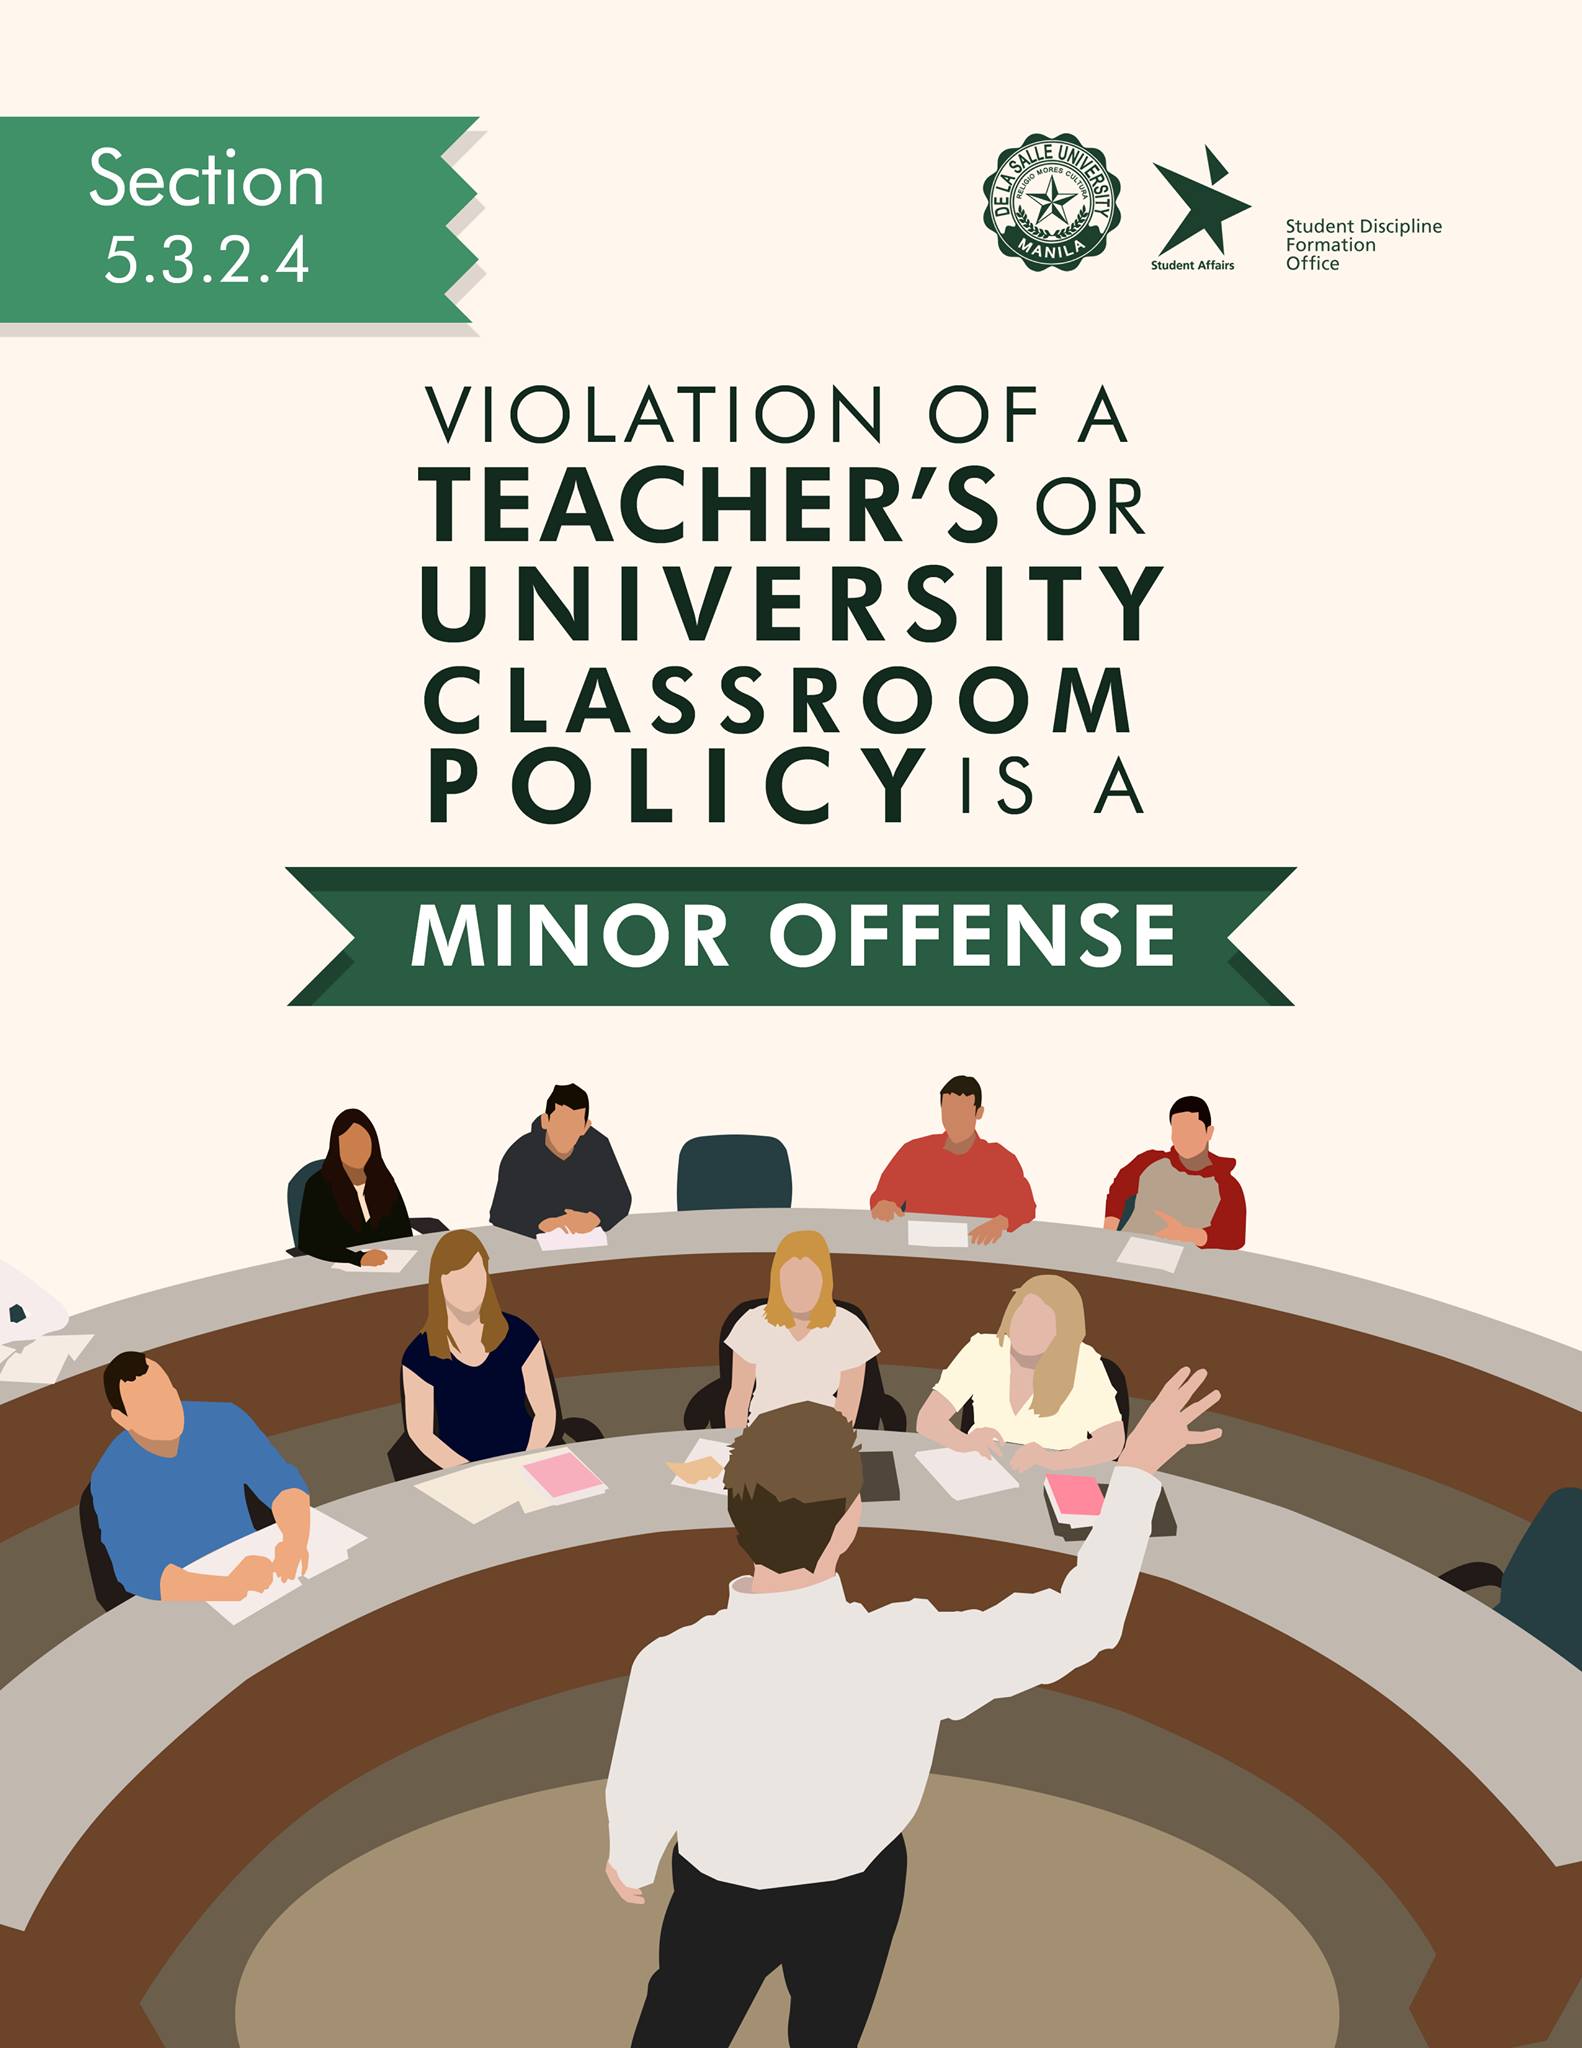 Section
5.3.2.4
DE LA SALLE UNIVERSITY
RELIGIO MORES CULTURA
MANILA
Student Affairs
Student Discipline
Formation
Office
VIOLATION OF A
TEACHER'S OR
UNIVERSITY
CLASSROOM
POLICY IS A
MINOR OFFENSE